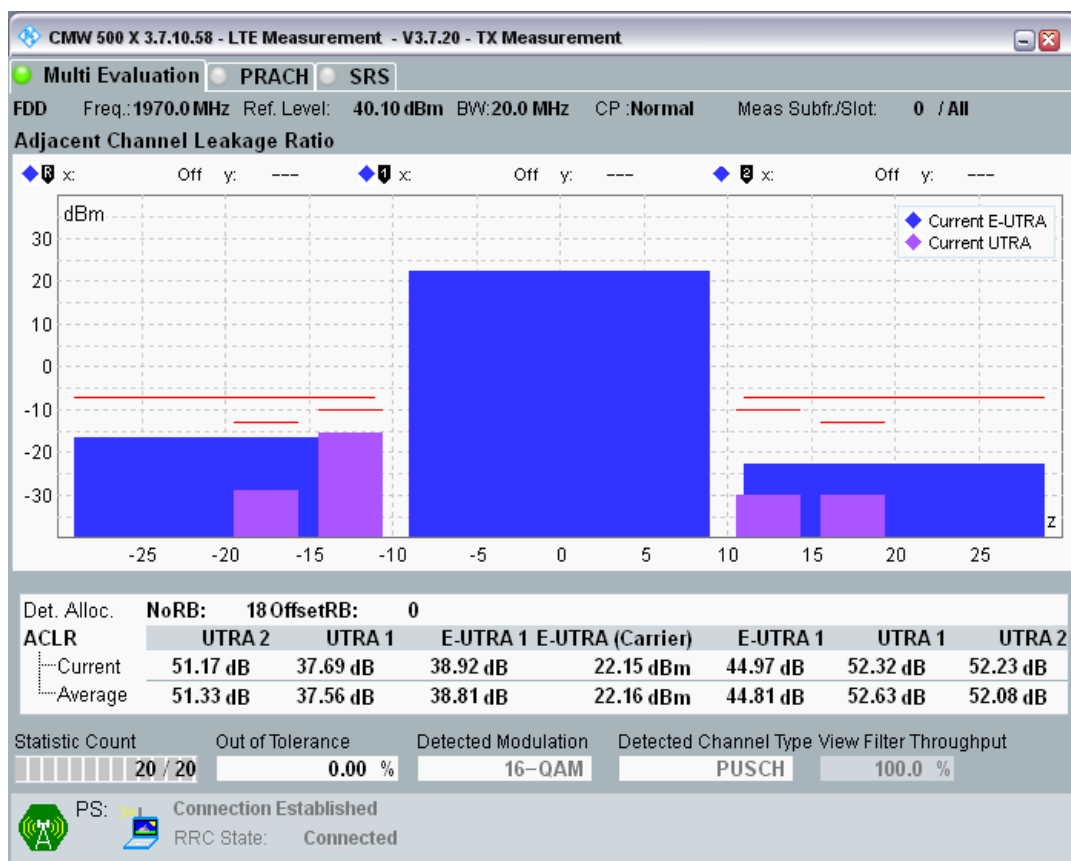 CMW 500 X 3.7.10.58 - LTE Measurement - V3.7.20 - TX Measurement
Multi Evaluation PRACH SRS
FDD Freq.: 1970.0 MHz Ref. Level: 40.10 dBm BW: 20.0 MHz CP : Normal Meas Subfr./Slot: 0 / All
Adjacent Channel Leakage Ratio
R x: Off y: --- 1 x: Off y: --- 2 x: Off y: ---
dBm
Current E-UTRA
Current UTRA
30
20
10
0
-10
-20
-30
z
-25 -20 -15 -10 -5 0 5 10 15 20 25
Det. Alloc. NoRB: 18 OffsetRB: 0
ACLR UTRA 2 UTRA 1 E-UTRA 1 E-UTRA (Carrier) E-UTRA 1 UTRA 1 UTRA 2
Current 51.17 dB 37.69 dB 38.92 dB 22.15 dBm 44.97 dB 52.32 dB 52.23 dB
Average 51.33 dB 37.56 dB 38.81 dB 22.16 dBm 44.81 dB 52.63 dB 52.08 dB
Statistic Count Out of Tolerance Detected Modulation Detected Channel Type View Filter Throughput
20 / 20 0.00 % 16-QAM PUSCH 100.0 %
PS: Connection Established
RRC State: Connected